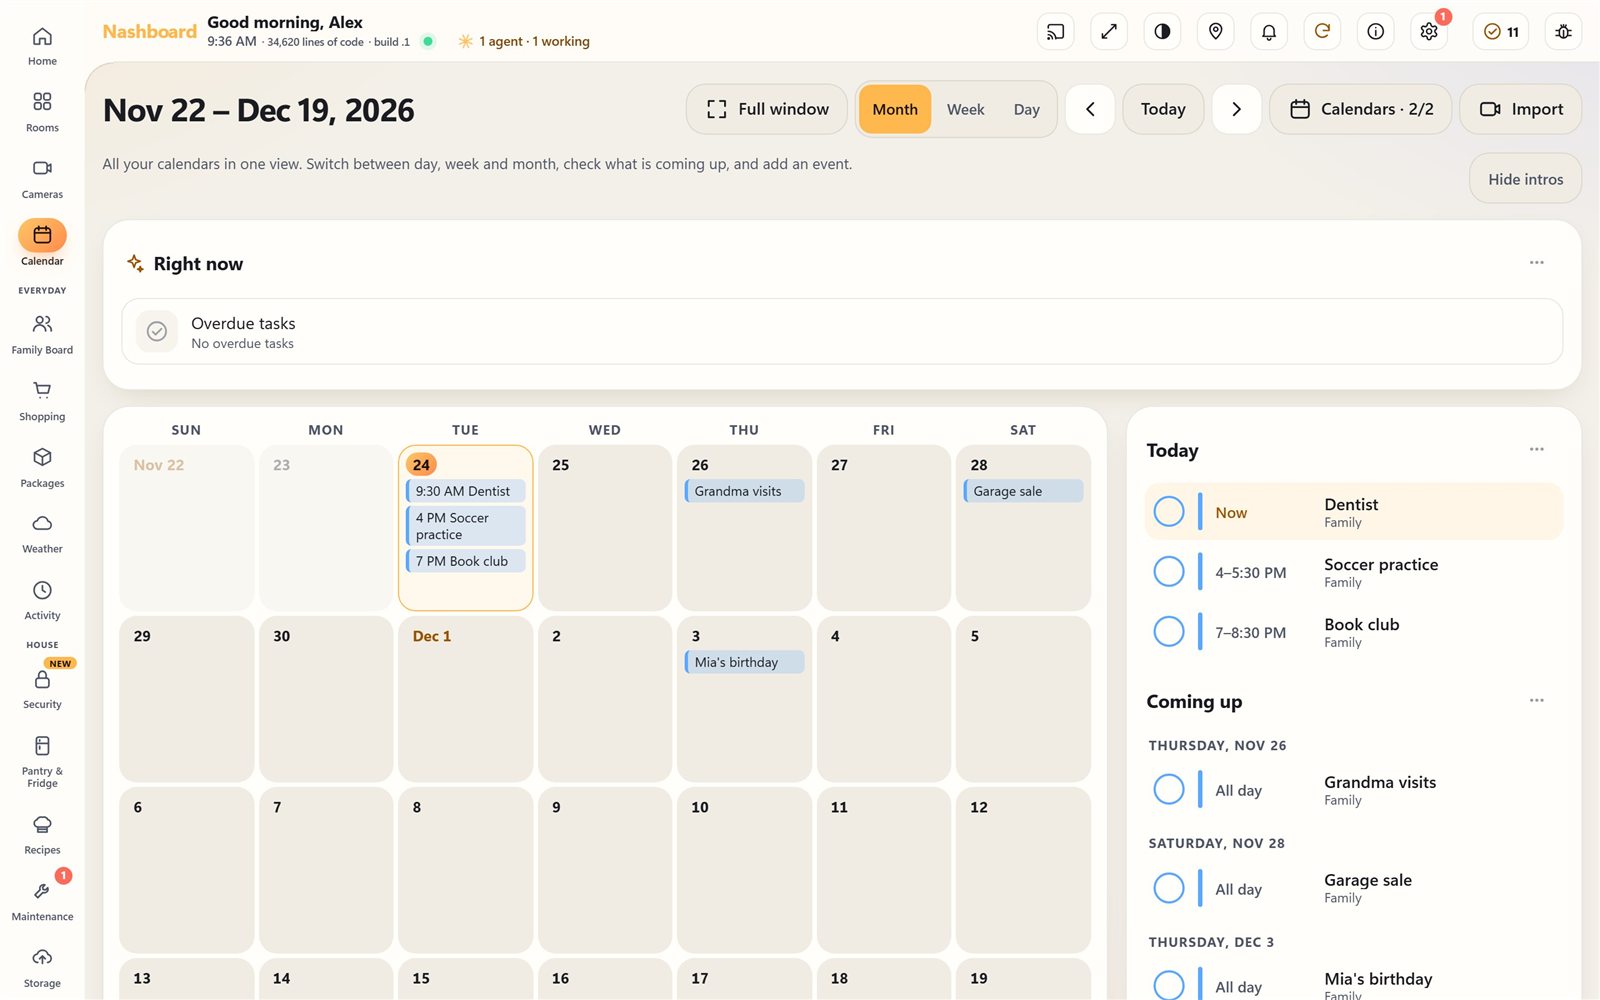 Home
Rooms
Cameras
Calendar
EVERYDAY
Family Board
Shopping
Packages
Weather
Activity
HOUSE
NEW
Security
Pantry &
Fridge
Recipes
1
Maintenance
Storage
Nashboard
Good morning, Alex
9:36 AM · 34,620 lines of code · build .1
1 agent · 1 working
1
11
Nov 22 – Dec 19, 2026
Full window
Month
Week
Day
Today
Calendars · 2/2
Import
All your calendars in one view. Switch between day, week and month, check what is coming up, and add an event.
Hide intros
Right now
Overdue tasks
No overdue tasks
SUN MON TUE WED THU FRI SAT
Nov 22
23
24
9:30 AM Dentist
4 PM Soccer
practice
7 PM Book club
25
26
Grandma visits
27
28
Garage sale
29
30
Dec 1
2
3
Mia's birthday
4
5
6
7
8
9
10
11
12
13
14
15
16
17
18
19
Today
Now
Dentist
Family
4–5:30 PM
Soccer practice
Family
7–8:30 PM
Book club
Family
Coming up
THURSDAY, NOV 26
All day
Grandma visits
Family
SATURDAY, NOV 28
All day
Garage sale
Family
THURSDAY, DEC 3
All day
Mia's birthday
Family